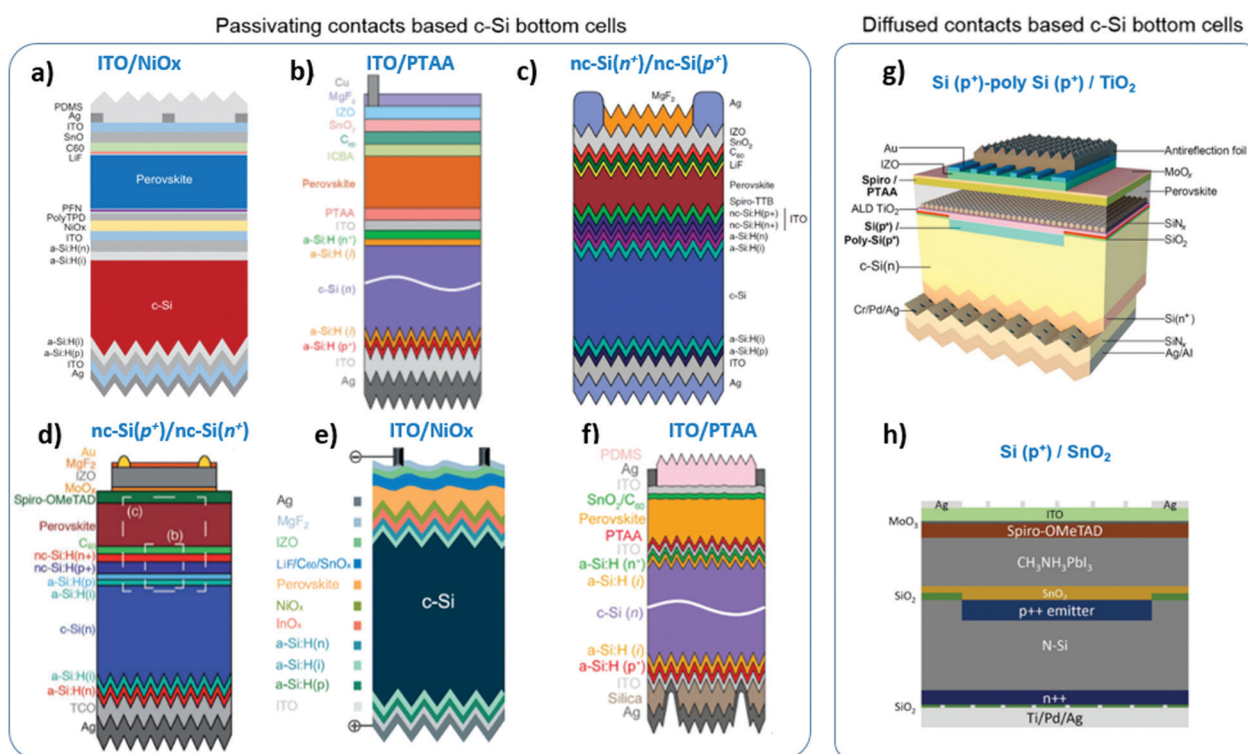 Passivating contacts based c-Si bottom cells
Diffused contacts based c-Si bottom cells
a)
ITO/NiOx
PDMS
Ag
ITO
SnO
C60
LiF
Perovskite
PFN
PolyTPD
NiOx
ITO
a-Si:H(n)
a-Si:H(i)
c-Si
a-Si:H(i)
a-Si:H(p)
ITO
Ag
b)
ITO/PTAA
Cu
MgF₂
IZO
SnO₂
C₆₀
ICBA
Perovskite
PTAA
ITO
a-Si:H (n⁺)
a-Si:H (i)
c-Si (n)
a-Si:H (i)
a-Si:H (p⁺)
ITO
Ag
c)
nc-Si(n⁺)/nc-Si(p⁺)
MgF₂
Ag
IZO
SnO₂
C₆₀
LiF
Perovskite
Spiro-TTB
nc-Si:H(p+)
nc-Si:H(n+)
ITO
a-Si:H(n)
a-Si:H(i)
c-Si
a-Si:H(i)
a-Si:H(p)
ITO
Ag
d)
nc-Si(p⁺)/nc-Si(n⁺)
Au
MgF₂
IZO
MoOₓ
Spiro-OMeTAD
(c)
Perovskite
(b)
C₆₀
nc-Si:H(n+)
nc-Si:H(p+)
a-Si:H(p)
a-Si:H(i)
c-Si(n)
a-Si:H(i)
a-Si:H(n)
TCO
Ag
e)
ITO/NiOx
Ag
MgF₂
IZO
LiF/C₆₀/SnOₓ
Perovskite
NiOₓ
InOₓ
a-Si:H(n)
a-Si:H(i)
a-Si:H(p)
ITO
c-Si
f)
ITO/PTAA
PDMS
Ag
ITO
SnO₂/C₆₀
Perovskite
PTAA
ITO
a-Si:H (n⁺)
a-Si:H (i)
c-Si (n)
a-Si:H (i)
a-Si:H (p⁺)
ITO
Silica
Ag
g)
Si (p⁺)-poly Si (p⁺) / TiO₂
Au
IZO
Spiro /
PTAA
ALD TiO₂
Si(p⁺) /
Poly-Si(p⁺)
c-Si(n)
Cr/Pd/Ag
Antireflection foil
MoOₓ
Perovskite
SiNₓ
SiO₂
Si(n⁺)
SiNₓ
Ag/Al
h)
Si (p⁺) / SnO₂
Ag
Ag
ITO
MoO₃
Spiro-OMeTAD
CH₃NH₃PbI₃
SnO₂
SiO₂
p++ emitter
N-Si
n++
SiO₂
Ti/Pd/Ag